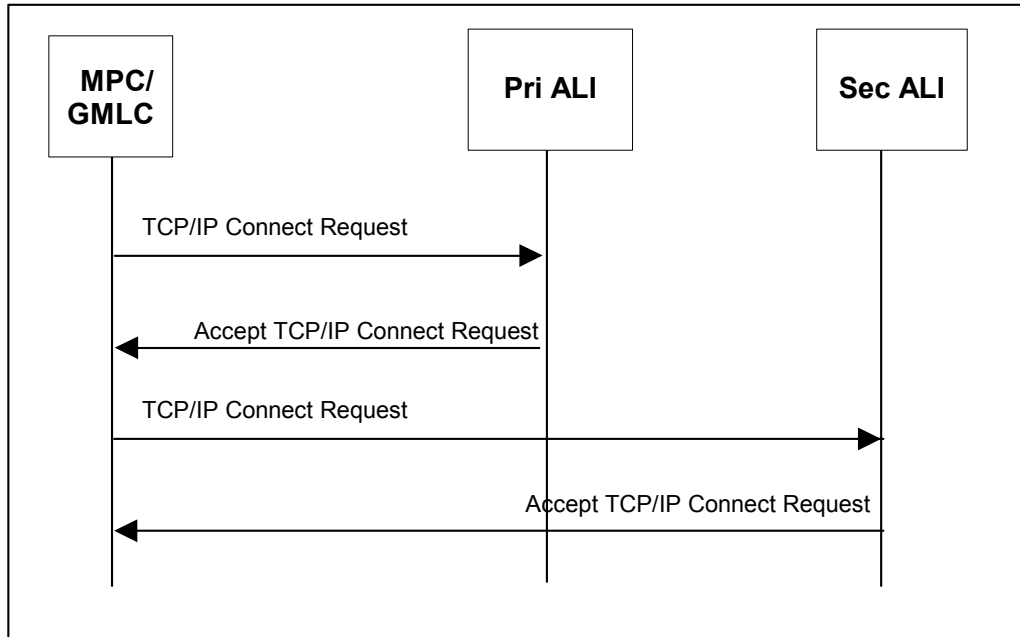 MPC/
GMLC
Pri ALI
Sec ALI
TCP/IP Connect Request
Accept TCP/IP Connect Request
TCP/IP Connect Request
Accept TCP/IP Connect Request